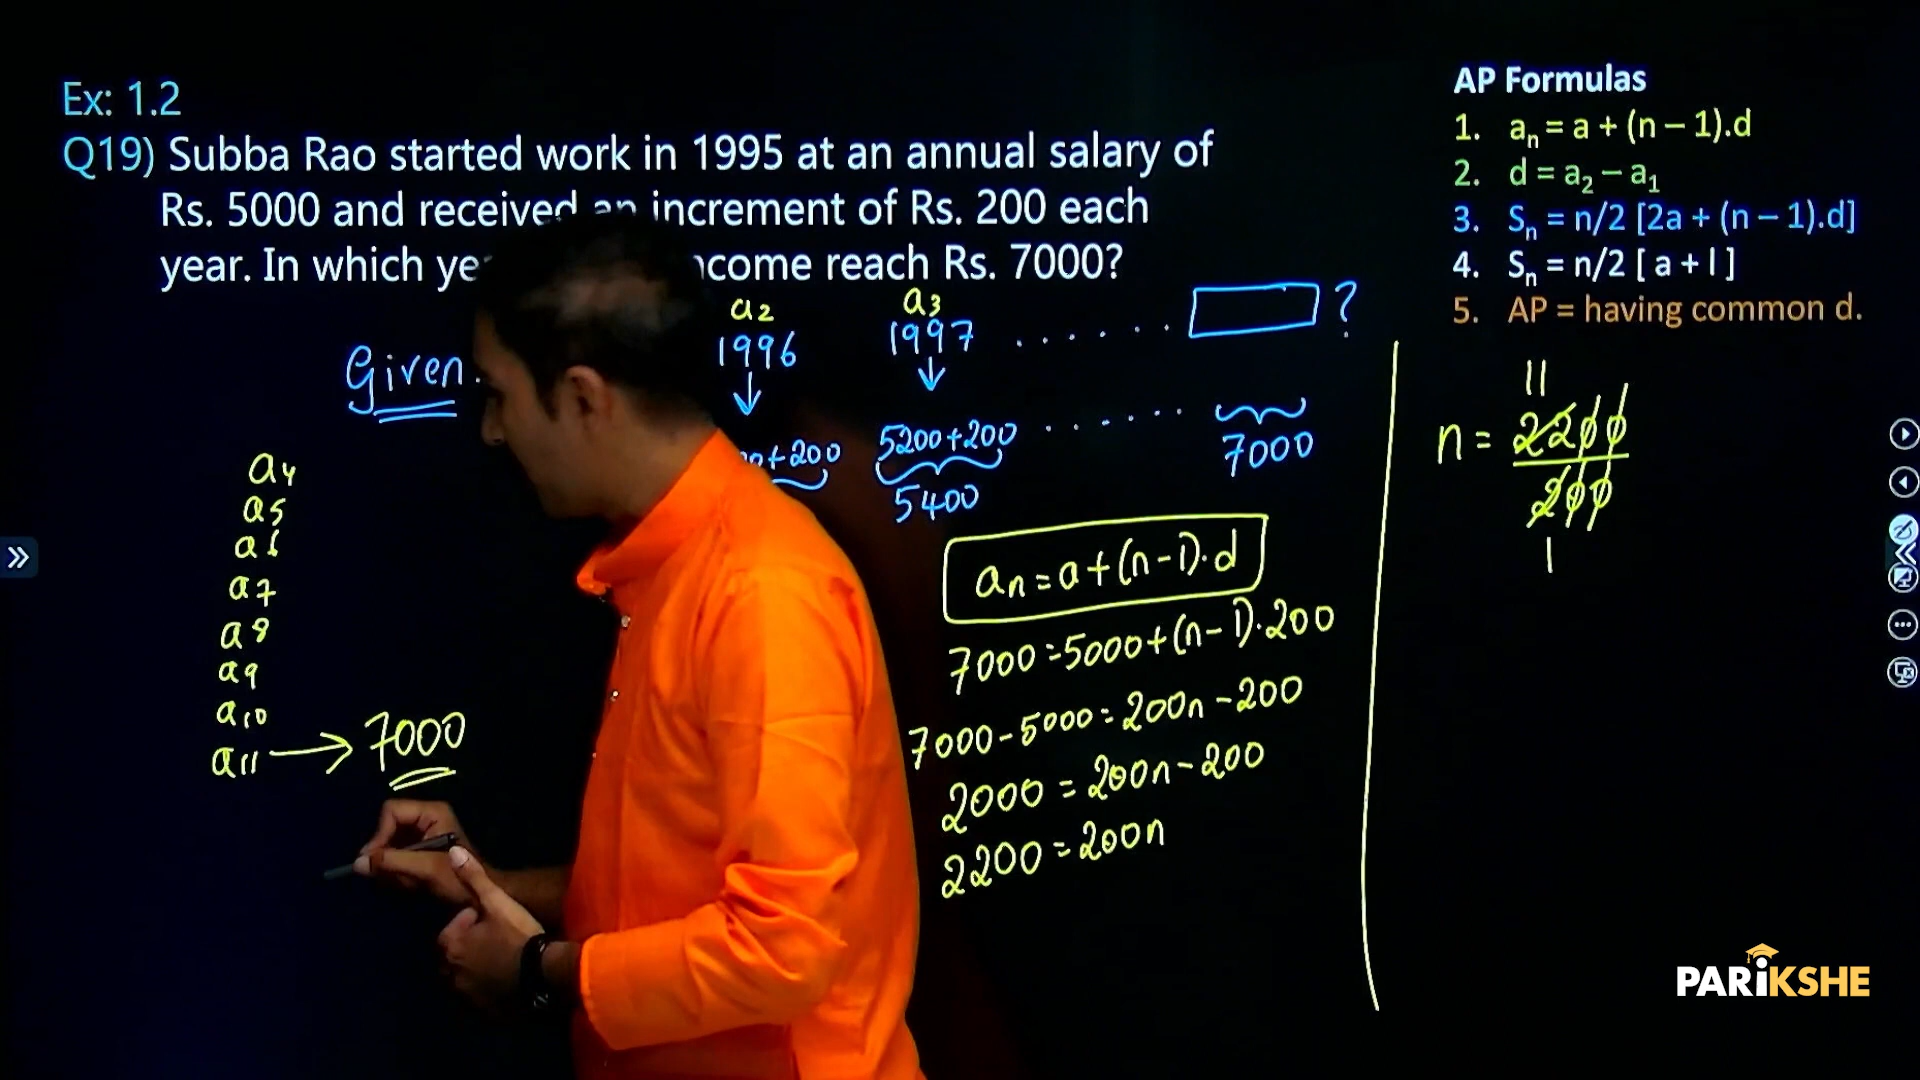 Ex: 1.2
Q19) Subba Rao started work in 1995 at an annual salary of
Rs. 5000 and received an increment of Rs. 200 each
year. In which income reach Rs. 7000?
AP Formulas
1. aₙ = a + (n – 1).d
2. d = a₂ – a₁
3. Sₙ = n/2 [2a + (n – 1).d]
4. Sₙ = n/2 [ a + l ]
5. AP = having common d.
Given
a₂ a₃
1996 1997 . . . . . . ?
+200 5200+200 . . . . . . 7000
5400
a₄
a₅
a₆
a₇
a₈
a₉
a₁₀
a₁₁ → 7000
aₙ = a + (n-1)·d
7000 = 5000 + (n-1)·200
7000 - 5000 = 200n - 200
2000 = 200n - 200
2200 = 200n
11
n = 2200
200
1
PARiKSHE